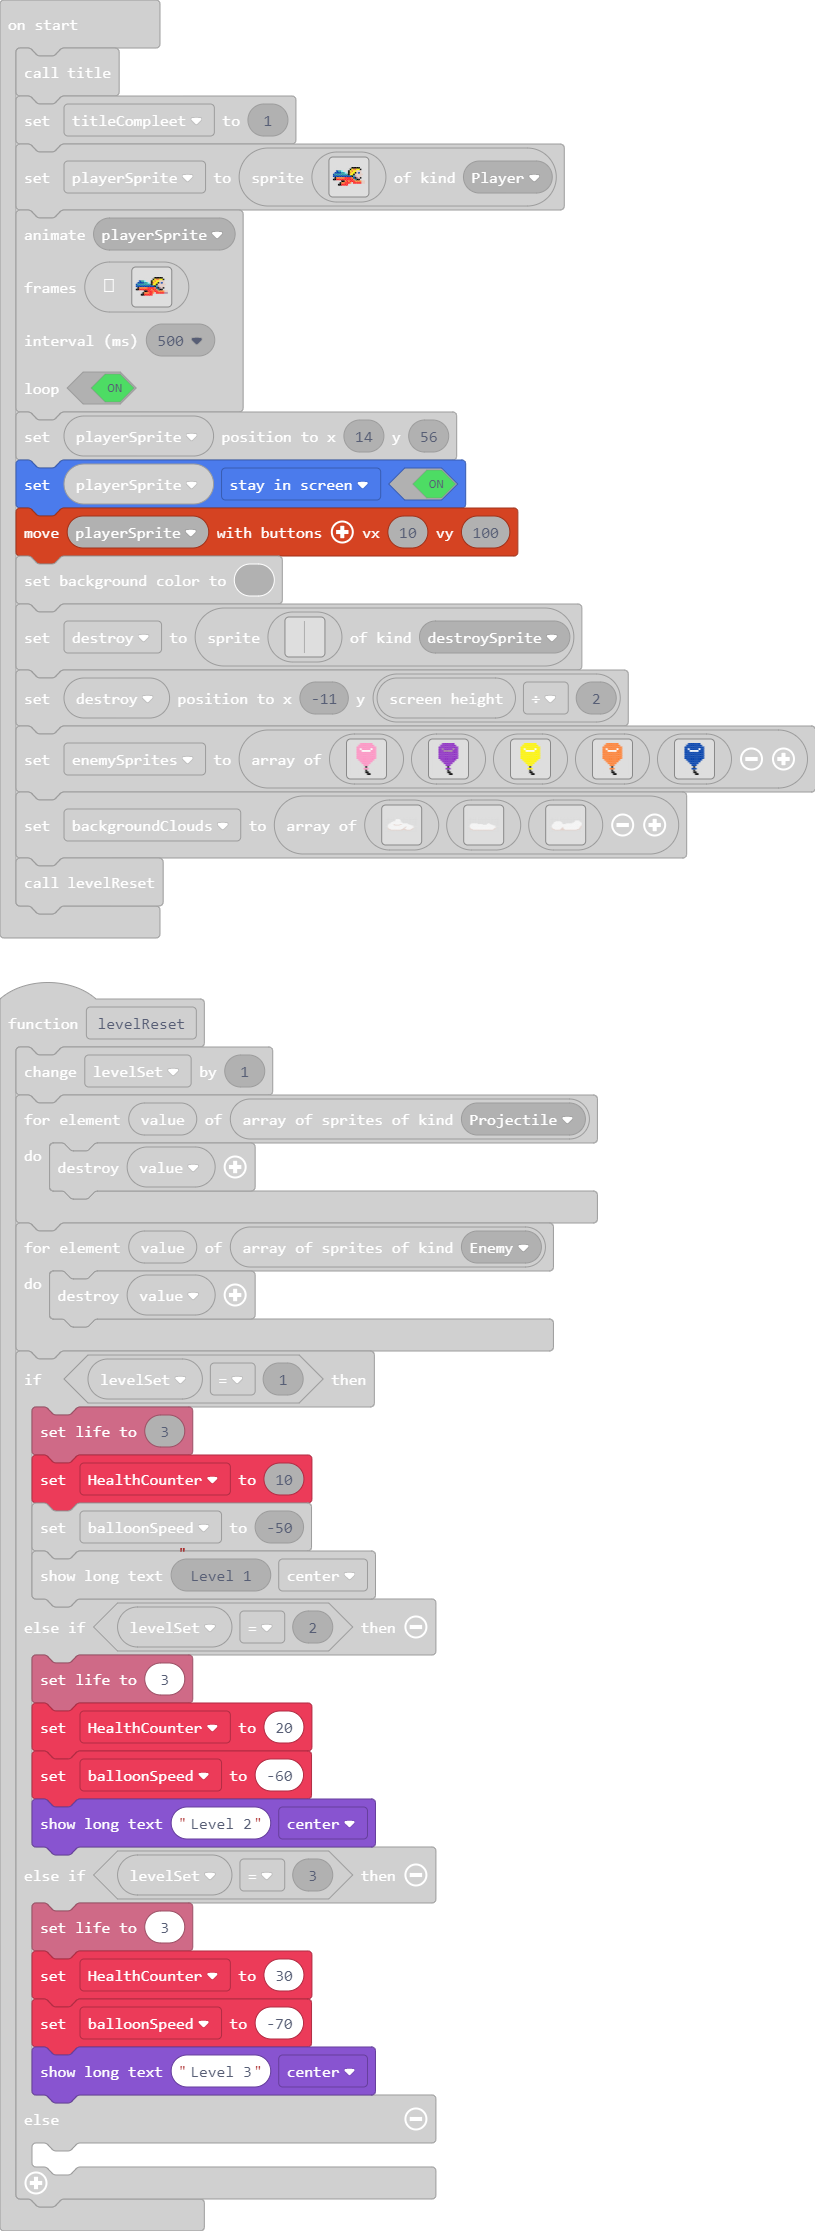 on start
call title
set titleCompleet to 1
set playerSprite to sprite of kind Player
animate playerSprite
frames
interval (ms) 500
loop ON
set playerSprite position to x 14 y 56
set playerSprite stay in screen ON
move playerSprite with buttons vx 10 vy 100
set background color to
set destroy to sprite of kind destroySprite
set destroy position to x -11 y screen height ÷ 2
set enemySprites to array of
set backgroundClouds to array of
call levelReset
function levelReset
change levelSet by 1
for element value of array of sprites of kind Projectile
do destroy value
for element value of array of sprites of kind Enemy
do destroy value
if levelSet = 1 then
set life to 3
set HealthCounter to 10
set balloonSpeed to -50
show long text " Level 1 center
else if levelSet = 2 then
set life to 3
set HealthCounter to 20
set balloonSpeed to -60
show long text "Level 2" center
else if levelSet = 3 then
set life to 3
set HealthCounter to 30
set balloonSpeed to -70
show long text "Level 3" center
else